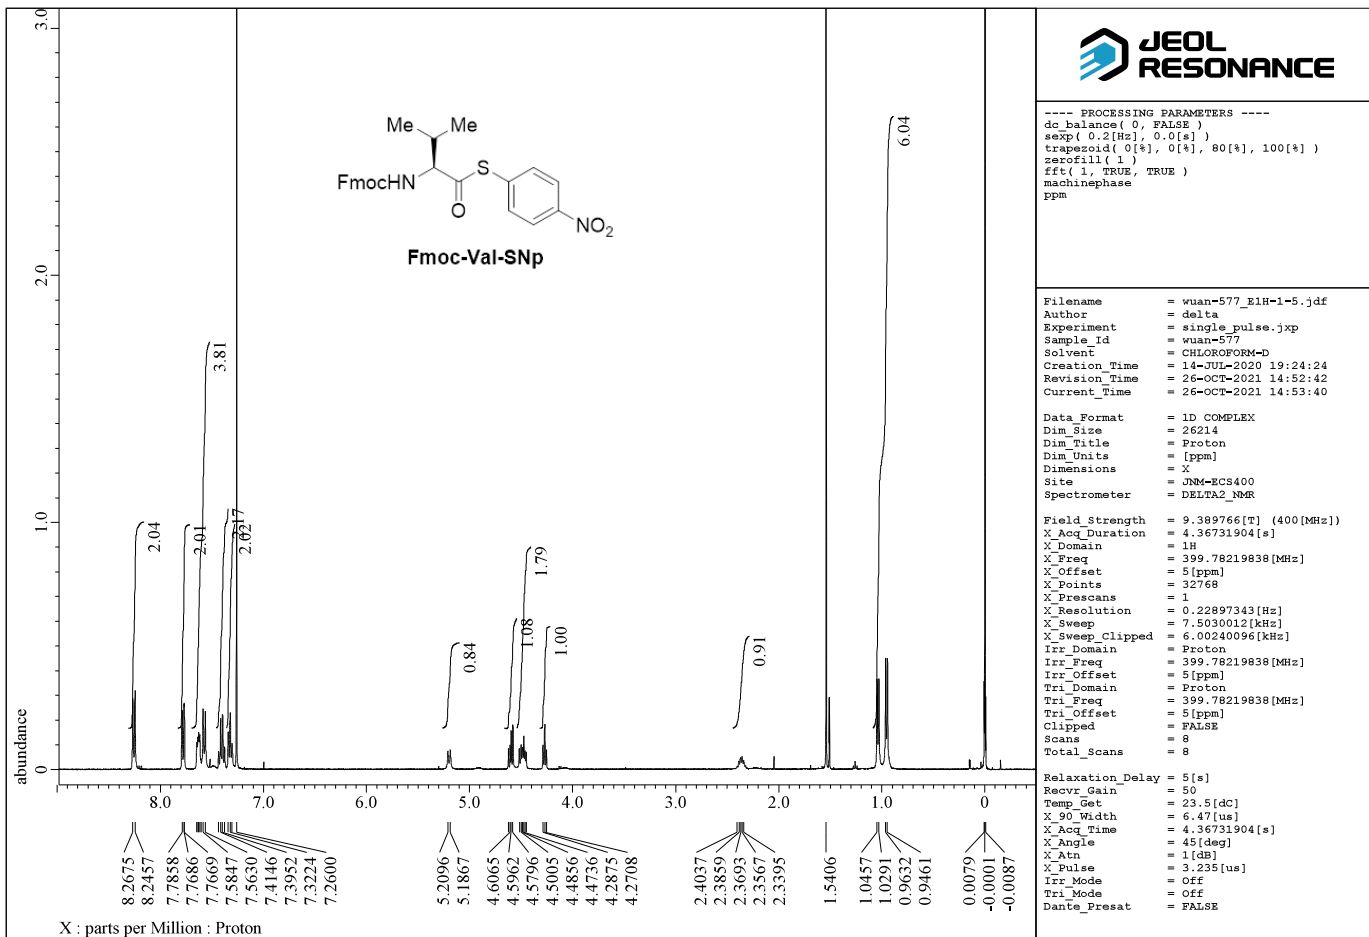 3.0
2.0
1.0
0
abundance
Me
Me
FmocHN
S
O
NO2
Fmoc-Val-SNp
2.04
2.01
3.81
2.02
0.84
1.08
1.79
1.00
0.91
6.04
8.0 7.0 6.0 5.0 4.0 3.0 2.0 1.0 0
8.2675
8.2457
7.7858
7.7686
7.7669
7.5847
7.5630
7.4146
7.3952
7.3224
7.2600
5.2096
5.1867
4.6065
4.5962
4.5796
4.5005
4.4856
4.4736
4.2875
4.2708
2.4037
2.3859
2.3693
2.3567
2.3395
1.5406
1.0457
1.0291
0.9632
0.9461
0.0079
-0.0001
-0.0087
X : parts per Million : Proton
JEOL
RESONANCE
---- PROCESSING PARAMETERS ----
dc_balance( 0, FALSE )
sexp( 0.2[Hz], 0.0[s] )
trapezoid( 0[%], 0[%], 80[%], 100[%] )
zerofill( 1 )
fft( 1, TRUE, TRUE )
machinephase
ppm
Filename = wuan-577_E1H-1-5.jdf
Author = delta
Experiment = single_pulse.jxp
Sample_Id = wuan-577
Solvent = CHLOROFORM-D
Creation_Time = 14-JUL-2020 19:24:24
Revision_Time = 26-OCT-2021 14:52:42
Current_Time = 26-OCT-2021 14:53:40
Data_Format = 1D COMPLEX
Dim_Size = 26214
Dim_Title = Proton
Dim_Units = [ppm]
Dimensions = X
Site = JNM-ECS400
Spectrometer = DELTA2_NMR
Field_Strength = 9.389766[T] (400[MHz])
X_Acq_Duration = 4.36731904[s]
X_Domain = 1H
X_Freq = 399.78219838[MHz]
X_Offset = 5[ppm]
X_Points = 32768
X_Prescans = 1
X_Resolution = 0.22897343[Hz]
X_Sweep = 7.5030012[kHz]
X_Sweep_Clipped = 6.00240096[kHz]
Irr_Domain = Proton
Irr_Freq = 399.78219838[MHz]
Irr_Offset = 5[ppm]
Tri_Domain = Proton
Tri_Freq = 399.78219838[MHz]
Tri_Offset = 5[ppm]
Clipped = FALSE
Scans = 8
Total_Scans = 8
Relaxation_Delay = 5[s]
Recvr_Gain = 50
Temp_Get = 23.5[dC]
X_90_Width = 6.47[us]
X_Acq_Time = 4.36731904[s]
X_Angle = 45[deg]
X_Atn = 1[dB]
X_Pulse = 3.235[us]
Irr_Mode = Off
Tri_Mode = Off
Dante_Presat = FALSE